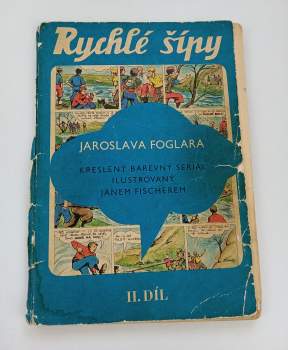 Rychlé šípy
JAROSLAVA FOGLARA
KRESLENÝ BAREVNÝ SERIÁL
ILUSTROVANÝ
JANEM FISCHEREM
II. DÍL